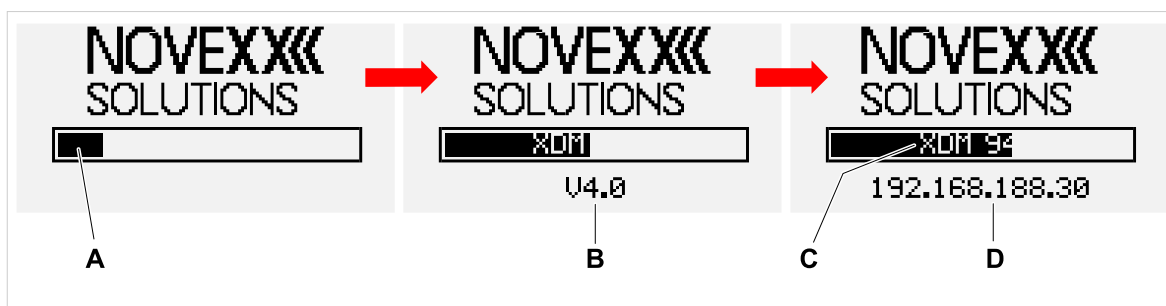 NOVEXX
SOLUTIONS
A
NOVEXX
SOLUTIONS
XDM
V4.0
B
NOVEXX
SOLUTIONS
XDM 94
192.168.188.30
C
D